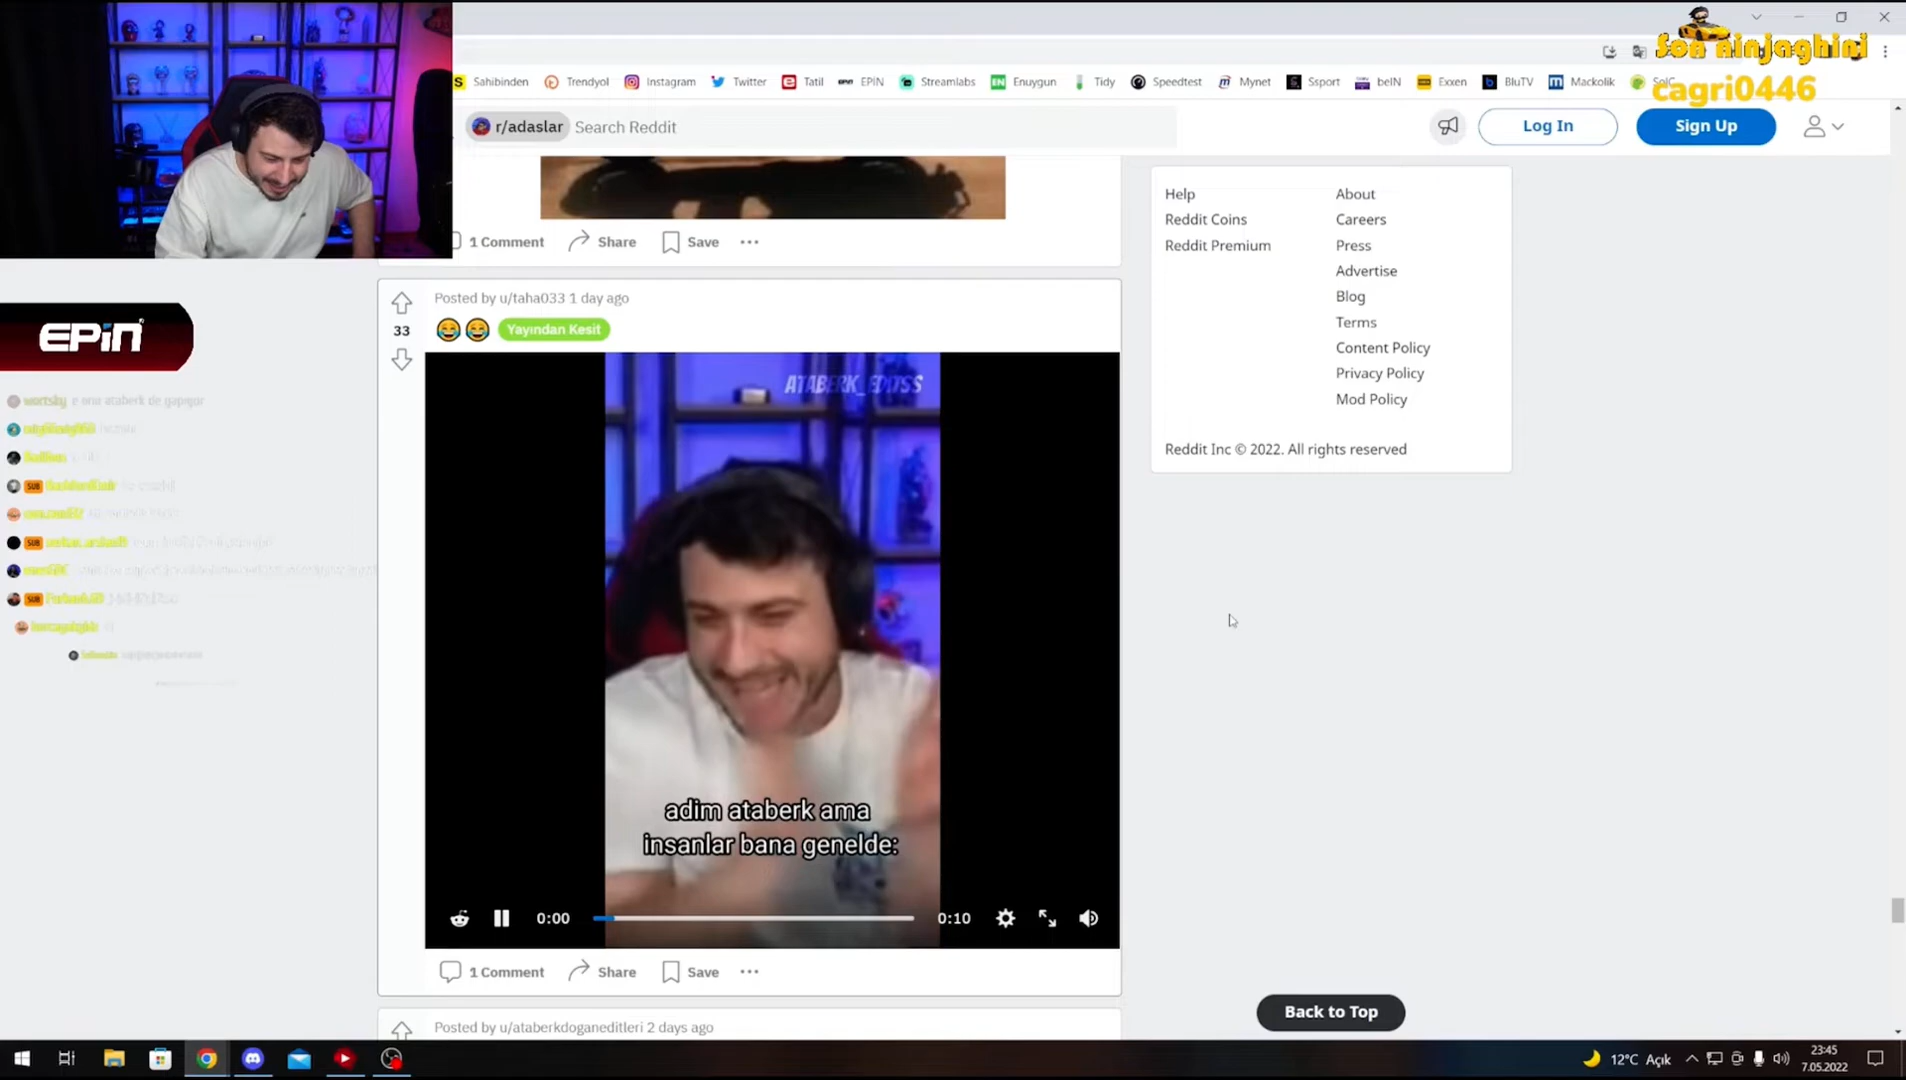 Son ninjaghini
cagri0446
Sahibinden Trendyol Instagram Twitter Tatil EPIN Streamlabs Enuygun Tidy Speedtest Mynet Ssport beIN Exxen BluTV Mackolik
r/adaslar Search Reddit Log In Sign Up
Help About
Reddit Coins Careers
Reddit Premium Press
Advertise
Blog
Terms
Content Policy
Privacy Policy
Mod Policy
Reddit Inc © 2022. All rights reserved
1 Comment Share Save
Posted by u/taha033 1 day ago
33
😂 😂 Yayından Kesit
EPIN
ATABERK_EDITSS
adim ataberk ama
insanlar bana genelde:
0:00 0:10
1 Comment Share Save
Posted by u/ataberkdoganeditleri 2 days ago
Back to Top
12°C Açık
23:45
7.05.2022